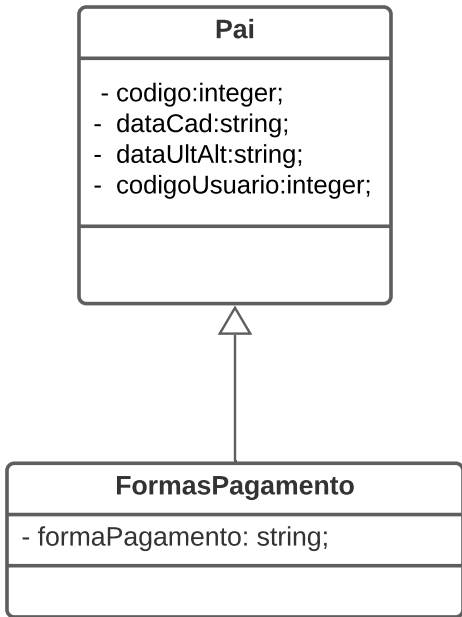 Pai
- codigo:integer;
- dataCad:string;
- dataUltAlt:string;
- codigoUsuario:integer;
FormasPagamento
- formaPagamento: string;